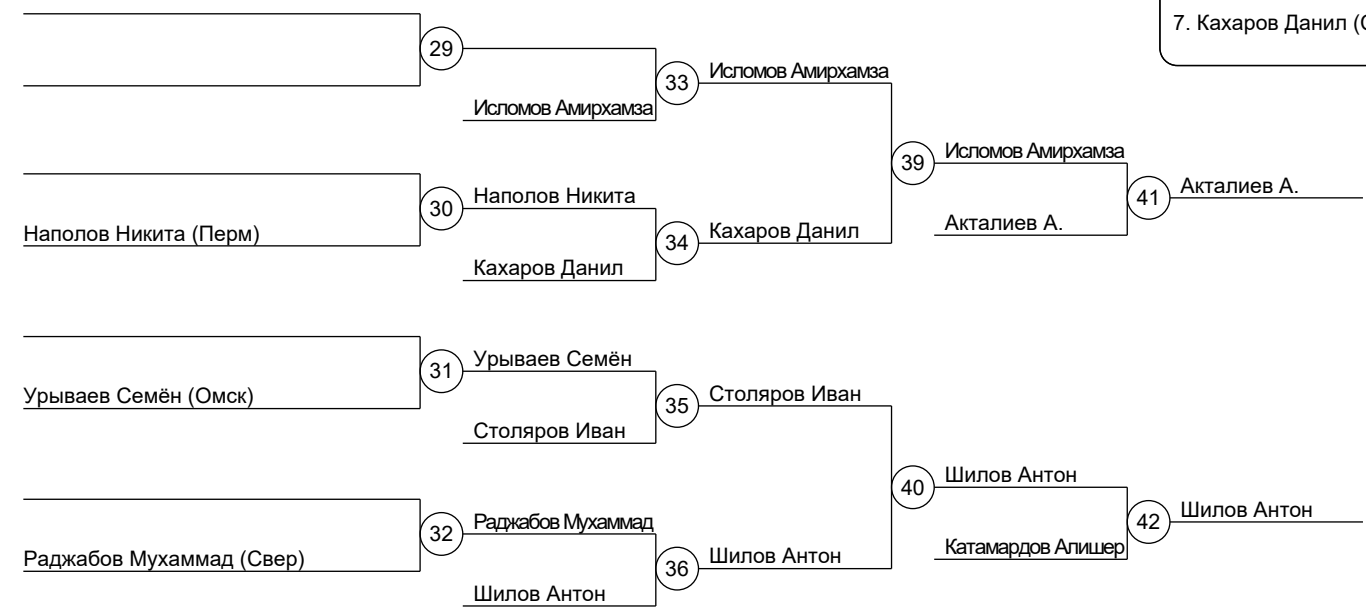 7. Кахаров Данил (
29
33
Исломов Амирхамза
Исломов Амирхамза
39
Исломов Амирхамза
41
Акталиев А.
30
Наполов Никита
Наполов Никита (Перм)
34
Кахаров Данил
Акталиев А.
Кахаров Данил
31
Урываев Семён
Урываев Семён (Омск)
35
Столяров Иван
Столяров Иван
40
Шилов Антон
42
Шилов Антон
32
Раджабов Мухаммад
Раджабов Мухаммад (Свер)
36
Шилов Антон
Катамардов Алишер
Шилов Антон